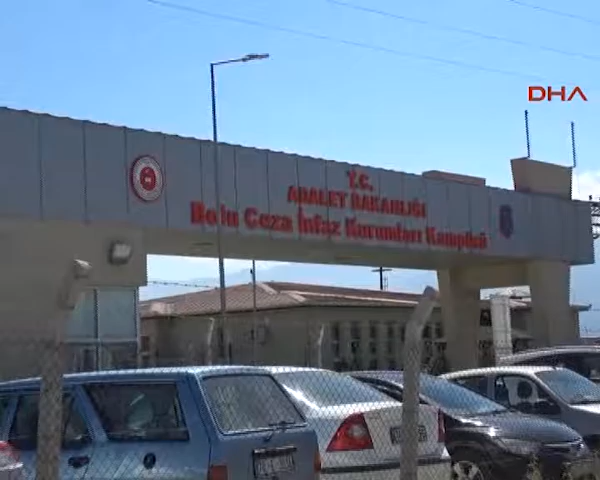 DHA
T.C.
ADALET BAKANLIĞI
Bolu Ceza İnfaz Kurumları Kampüsü